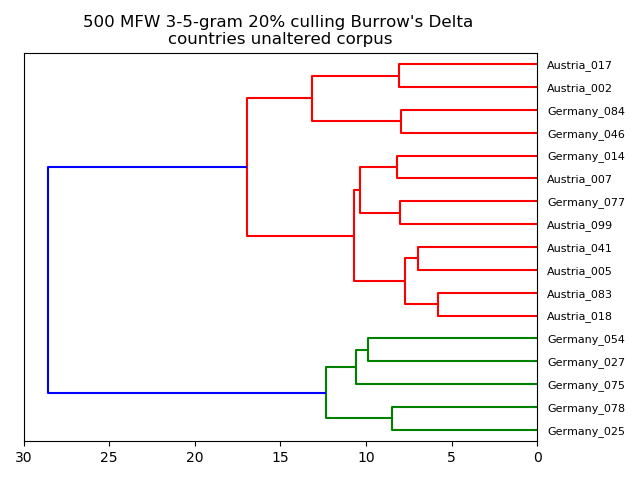 500 MFW 3-5-gram 20% culling Burrow's Delta
countries unaltered corpus
Austria_017
Austria_002
Germany_084
Germany_046
Germany_014
Austria_007
Germany_077
Austria_099
Austria_041
Austria_005
Austria_083
Austria_018
Germany_054
Germany_027
Germany_075
Germany_078
Germany_025
30 25 20 15 10 5 0